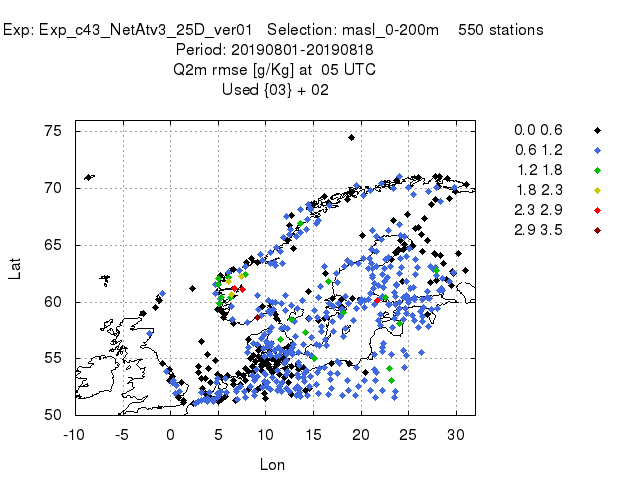 Exp: Exp_c43_NetAtv3_25D_ver01 Selection: masl_0-200m 550 stations
Period: 20190801-20190818
Q2m rmse [g/Kg] at 05 UTC
Used {03} + 02
0.0 0.6
0.6 1.2
1.2 1.8
1.8 2.3
2.3 2.9
2.9 3.5
75
70
65
60
55
50
Lat
-10 -5 0 5 10 15 20 25 30
Lon